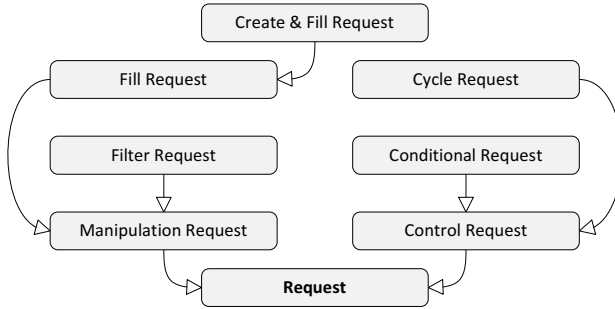 Create & Fill Request
Fill Request
Cycle Request
Filter Request
Conditional Request
Manipulation Request
Control Request
Request